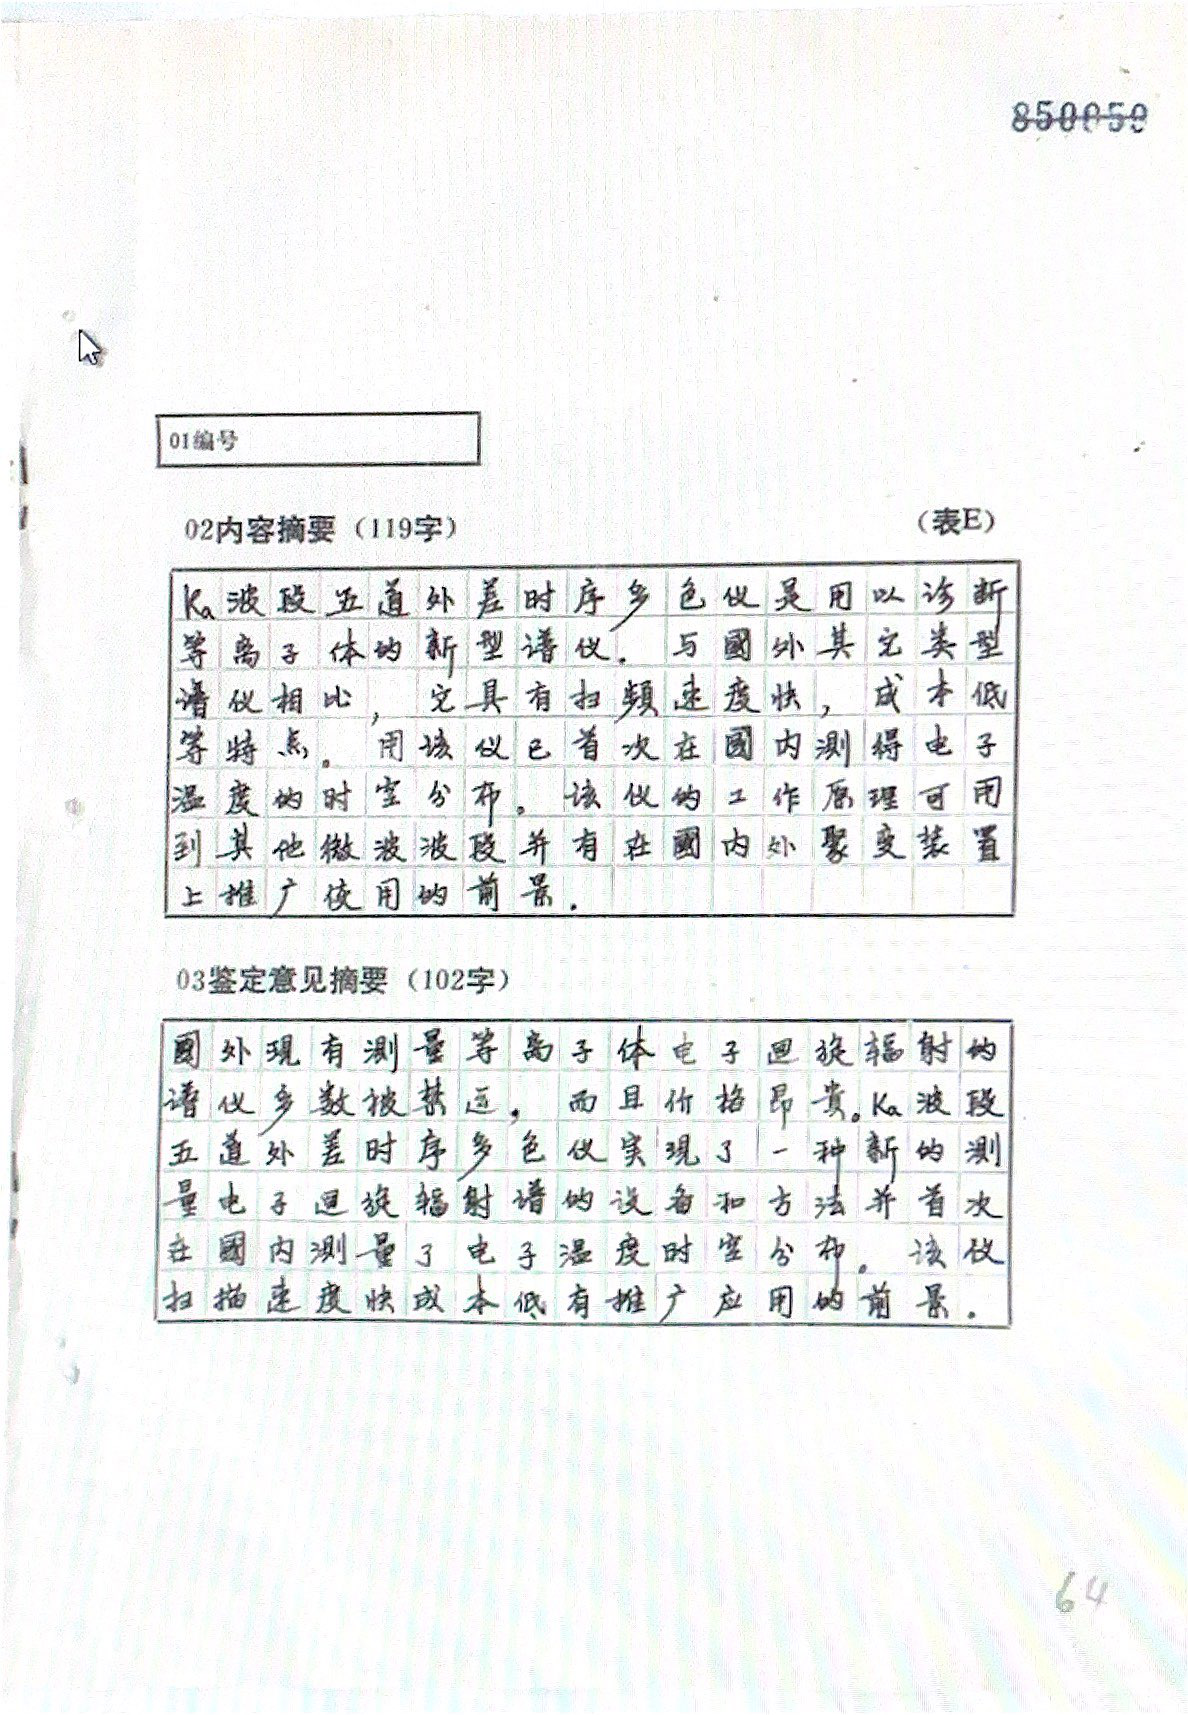 850050
01编号
02内容摘要（119字）
（表E）
Ka波段五道外差时序多色仪是用以诊断
等离子体的新型谱仪. 与國外其它类型
谱仪相比, 它具有扫频速度快, 成本低
等特点。用该仪已首次在國内测得电子
温度的时空分布。该仪的工作原理可用
到其他微波波段并有在國内外聚变装置
上推广使用的前景.
03鉴定意见摘要（102字）
國外现有测量等离子体电子迴旋辐射的
谱仪多数被禁运, 而且价格昂贵。Ka波段
五道外差时序多色仪实现了一种新的测
量电子迴旋辐射谱的设备和方法并首次
在國内测量了电子温度时空分布。该仪
扫描速度快成本低有推广应用的前景.
64